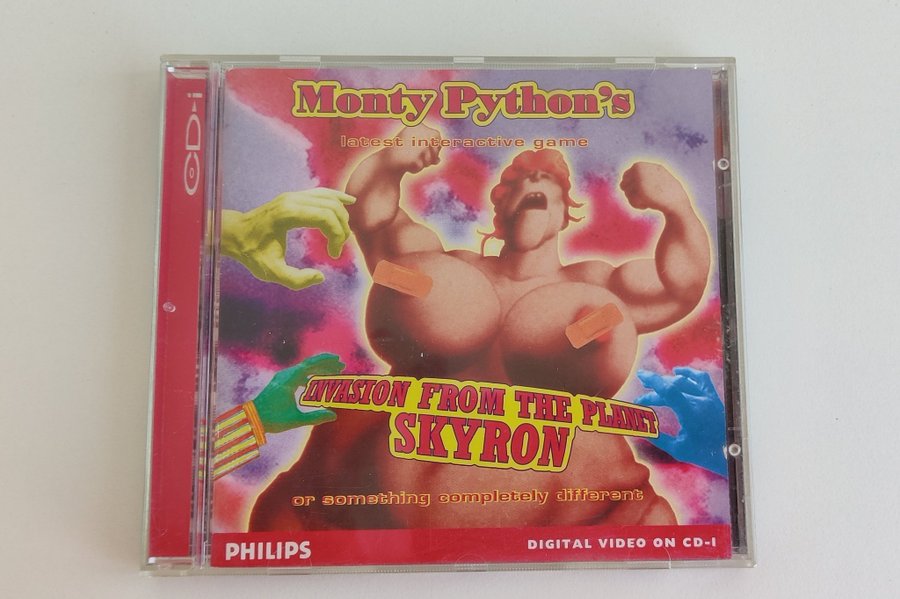 CD-i
Monty Python's
latest interactive game
INVASION FROM THE PLANET
SKYRON
or something completely different
PHILIPS
DIGITAL VIDEO ON CD-I